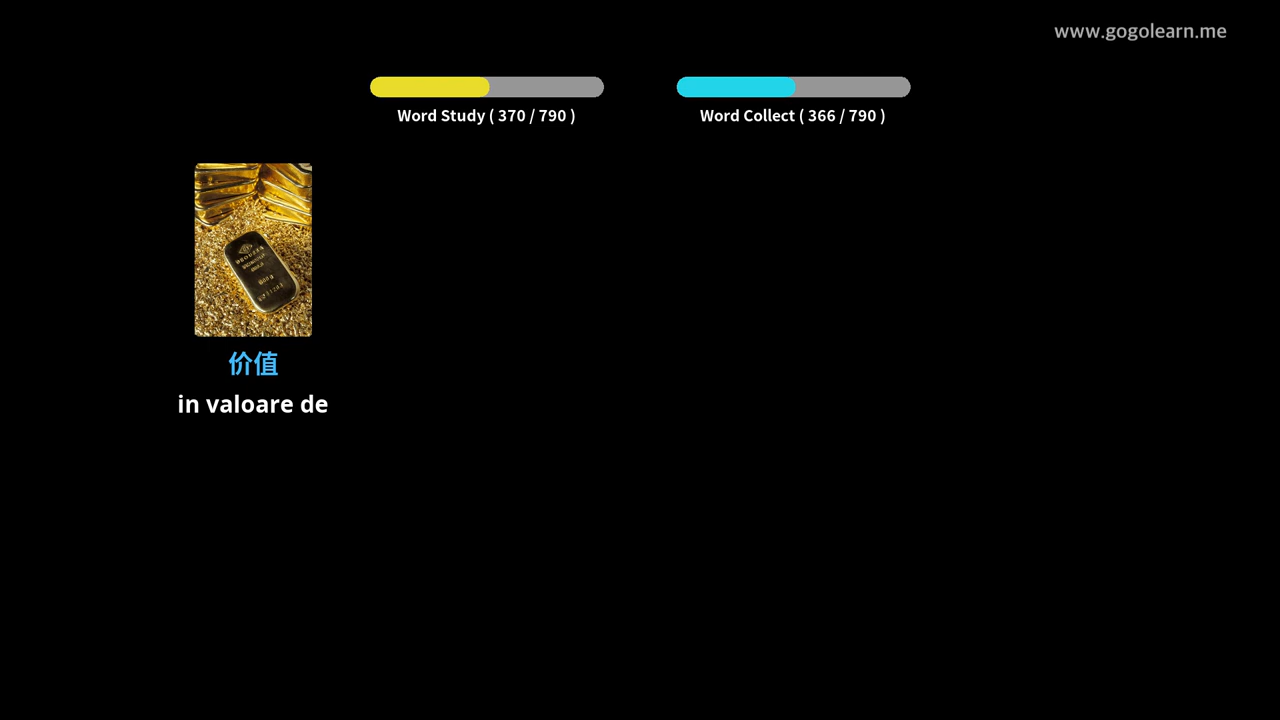 www.gogolearn.me
Word Study ( 370 / 790 )
Word Collect ( 366 / 790 )
价值
in valoare de